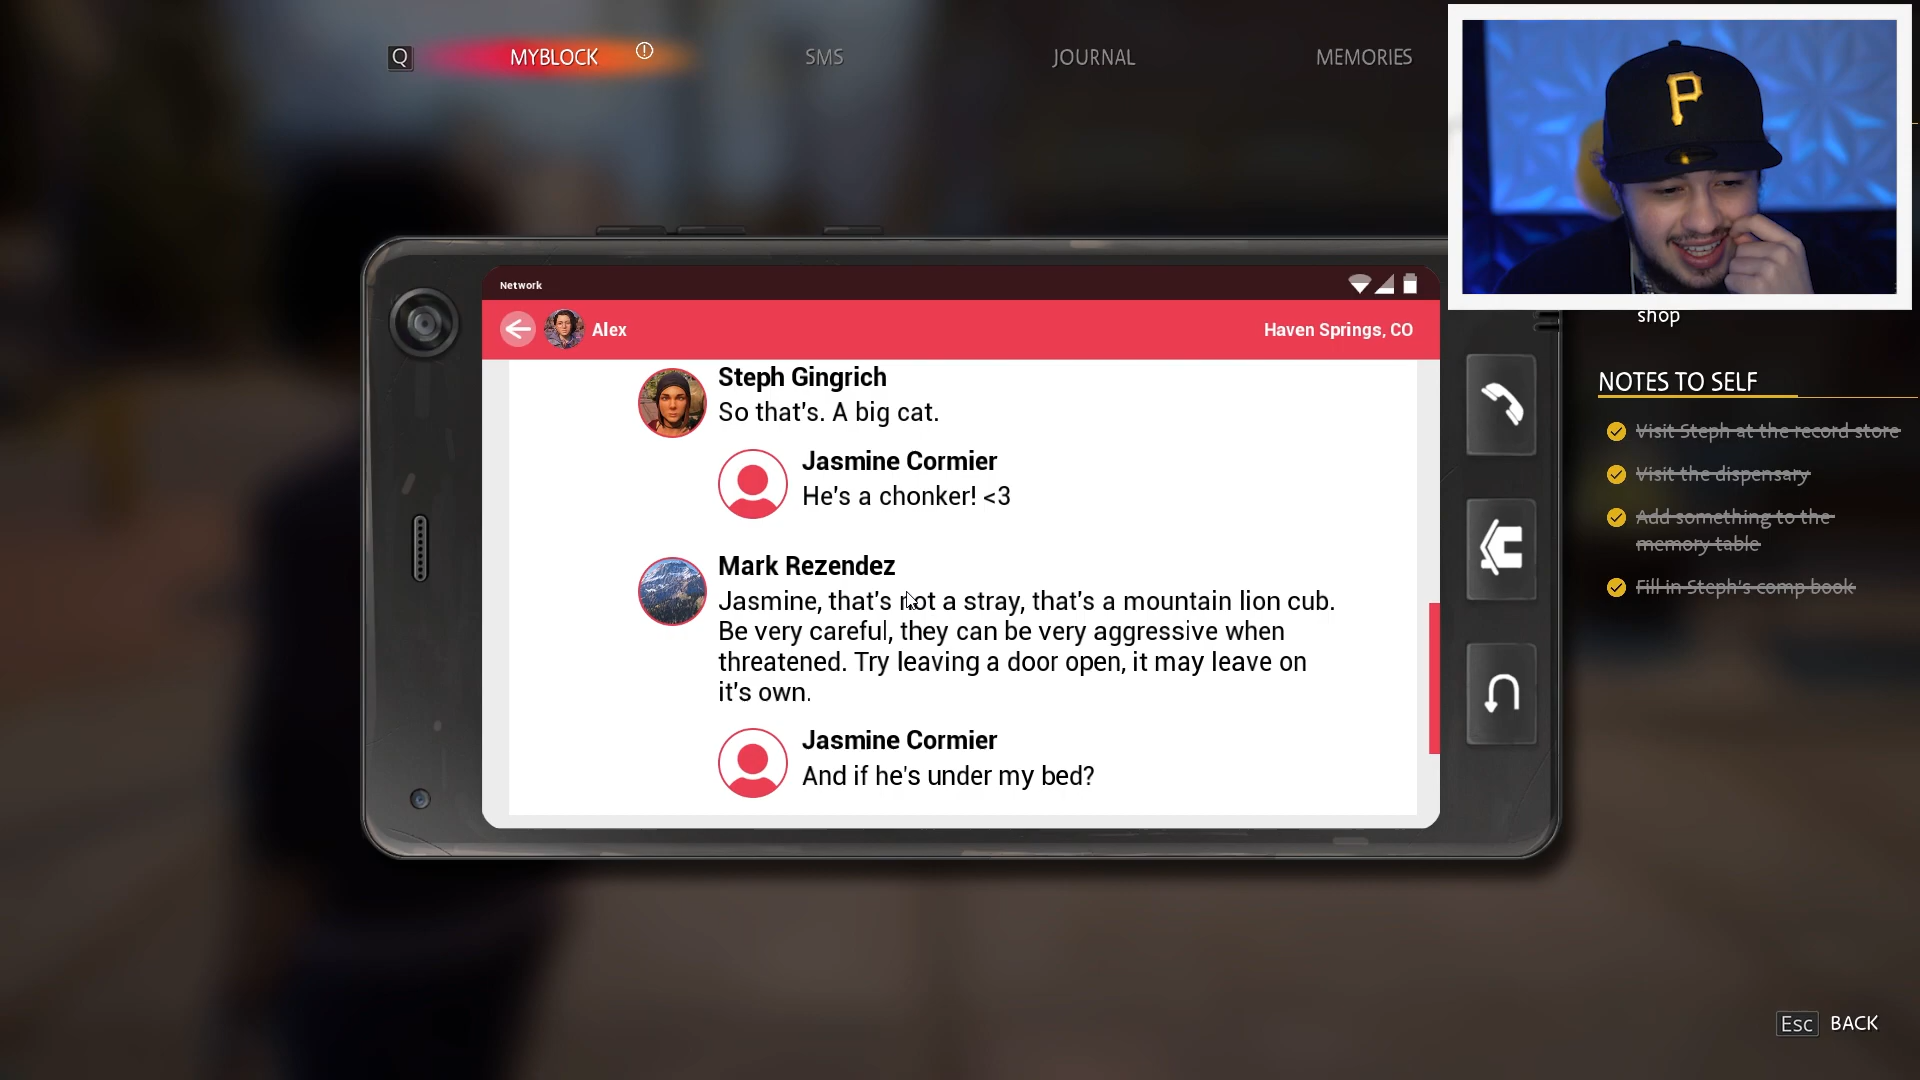 Q
MYBLOCK
SMS
JOURNAL
MEMORIES
P
Network
Alex
Haven Springs, CO
Steph Gingrich
So that's. A big cat.
Jasmine Cormier
He's a chonker! <3
Mark Rezendez
Jasmine, that's not a stray, that's a mountain lion cub.
Be very careful, they can be very aggressive when
threatened. Try leaving a door open, it may leave on
it's own.
Jasmine Cormier
And if he's under my bed?
shop
NOTES TO SELF
Visit Steph at the record store
Visit the dispensary
Add something to the
memory table
Fill in Steph's comp book
Esc BACK